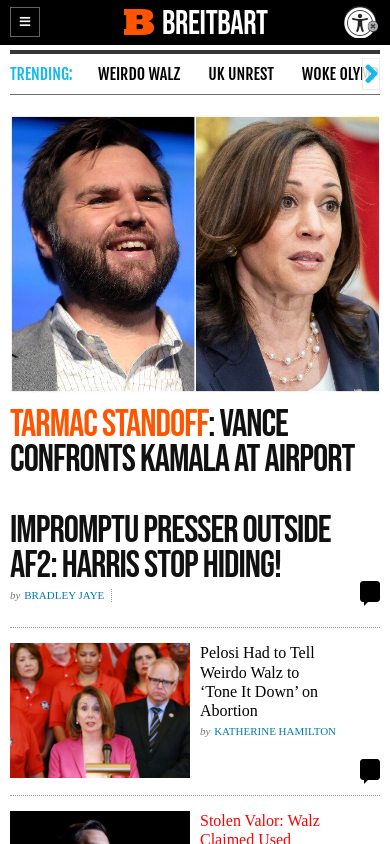 BREITBART
TRENDING: WEIRDO WALZ UK UNREST WOKE
TARMAC STANDOFF: VANCE
CONFRONTS KAMALA AT AIRPORT
IMPROMPTU PRESSER OUTSIDE
AF2: HARRIS STOP HIDING!
by BRADLEY JAYE
Pelosi Had to Tell
Weirdo Walz to
‘Tone It Down’ on
Abortion
by KATHERINE HAMILTON
Stolen Valor: Walz
Claimed Used